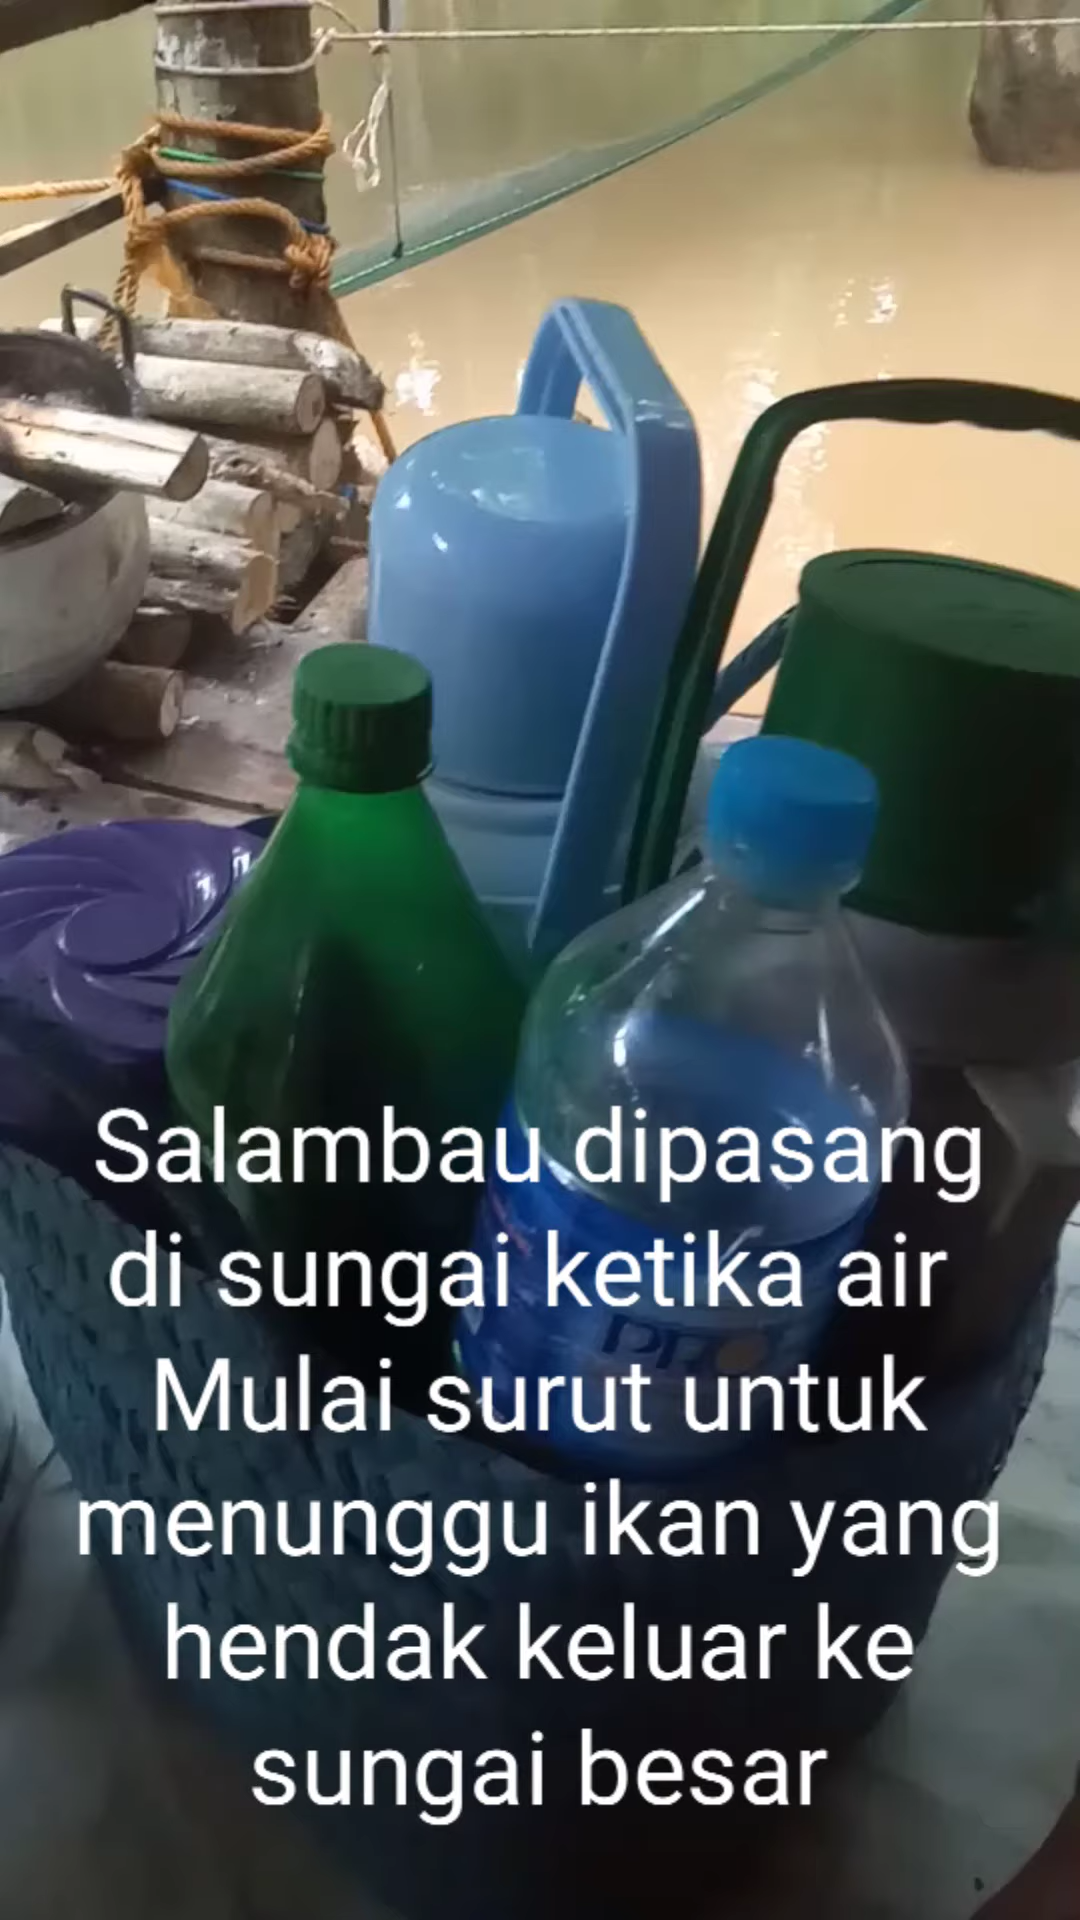 Salambau dipasang
di sungai ketika air
Mulai surut untuk
menunggu ikan yang
hendak keluar ke
sungai besar